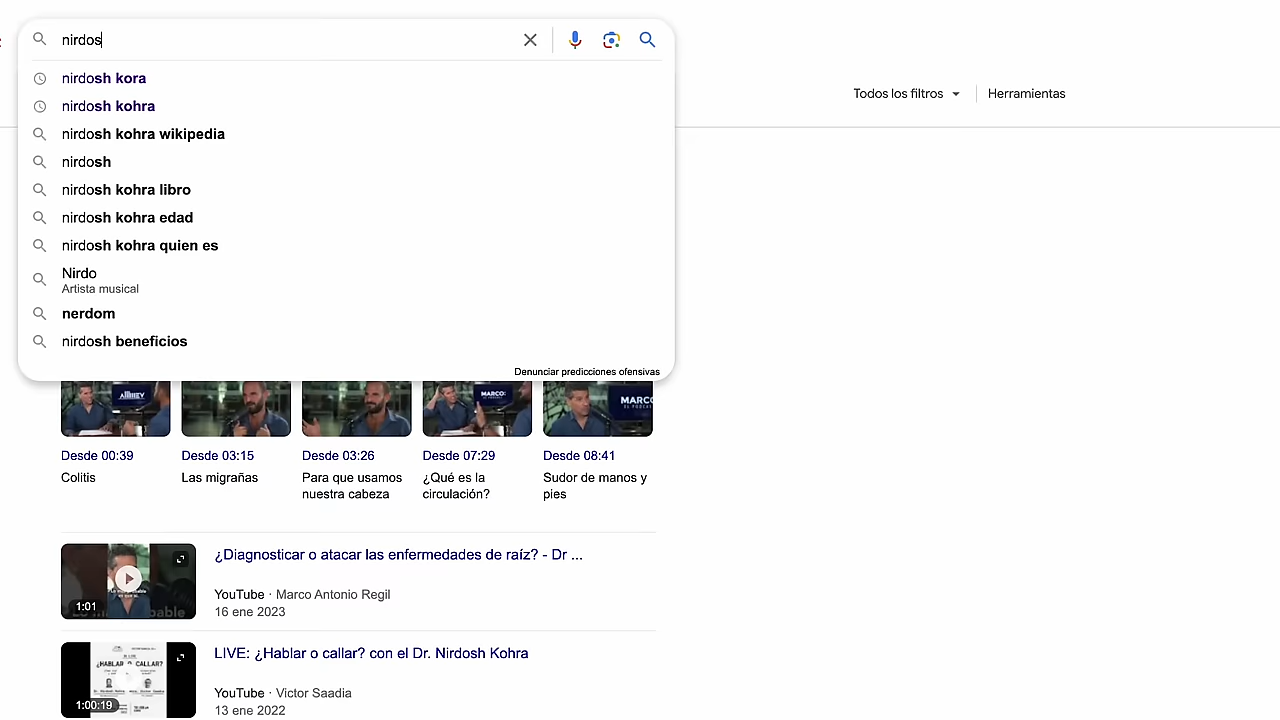 nirdos
nirdosh kora
nirdosh kohra
nirdosh kohra wikipedia
nirdosh
nirdosh kohra libro
nirdosh kohra edad
nirdosh kohra quien es
Nirdo
Artista musical
nerdom
nirdosh beneficios
Denunciar predicciones ofensivas
Todos los filtros
Herramientas
MARCO:
MARCO
Desde 00:39
Colitis
Desde 03:15
Las migrañas
Desde 03:26
Para que usamos
nuestra cabeza
Desde 07:29
¿Qué es la
circulación?
Desde 08:41
Sudor de manos y
pies
1:01
¿Diagnosticar o atacar las enfermedades de raíz? - Dr ...
YouTube · Marco Antonio Regil
16 ene 2023
¿HABLAR O CALLAR?
1:00:19
LIVE: ¿Hablar o callar? con el Dr. Nirdosh Kohra
YouTube · Victor Saadia
13 ene 2022